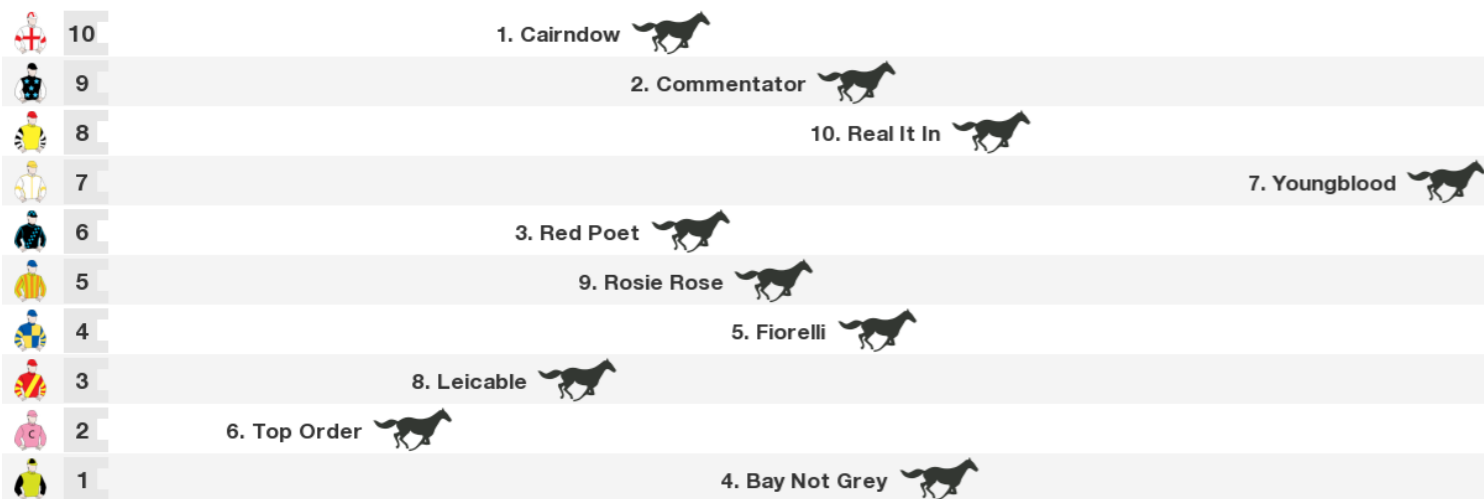 10 1. Cairndow
9 2. Commentator
8 10. Real It In
7 7. Youngblood
6 3. Red Poet
5 9. Rosie Rose
4 5. Fiorelli
3 8. Leicable
C 2 6. Top Order
1 4. Bay Not Grey